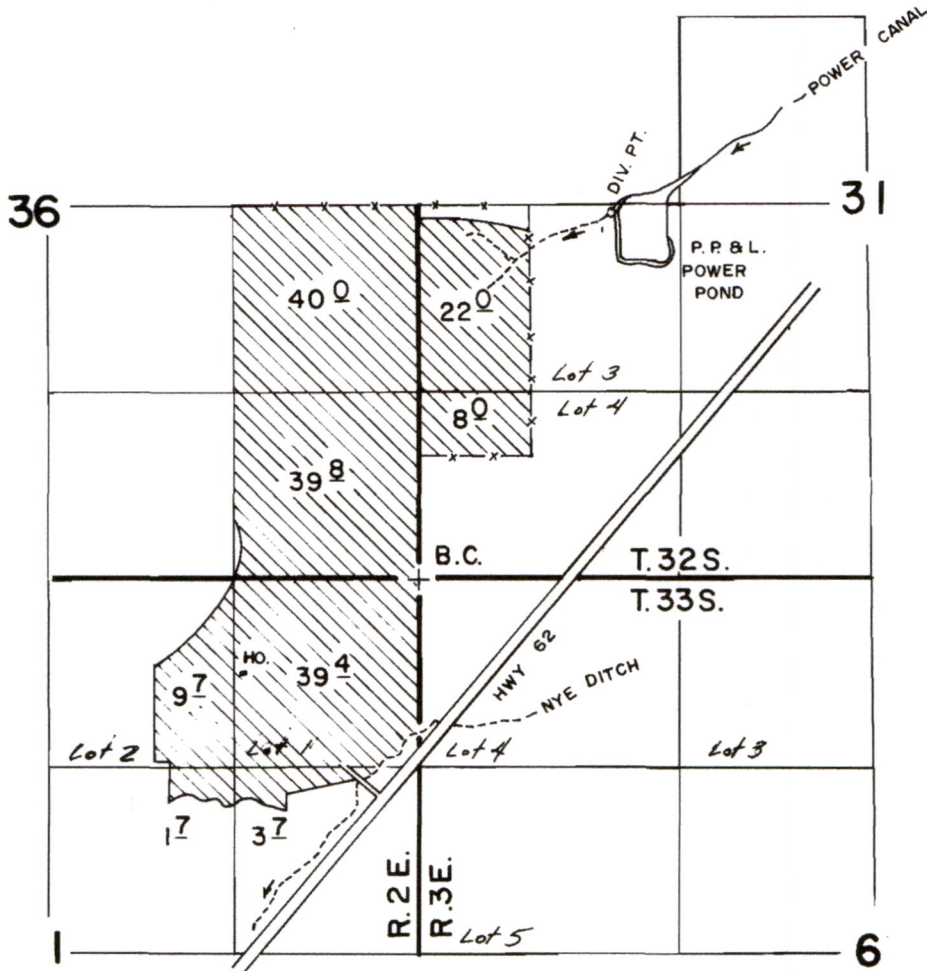 POWER CANAL
DIV. PT.
36
31
P. P. & L.
POWER
POND
40 0
22 0
Lot 3
Lot 4
8 0
39 8
B.C.
T. 32 S.
T. 33 S.
HO.
39 4
9 7
HWY 62
NYE DITCH
Lot 2
Lot 1
Lot 4
Lot 3
1 7
3 7
R. 2 E.
R. 3 E.
Lot 5
1
6